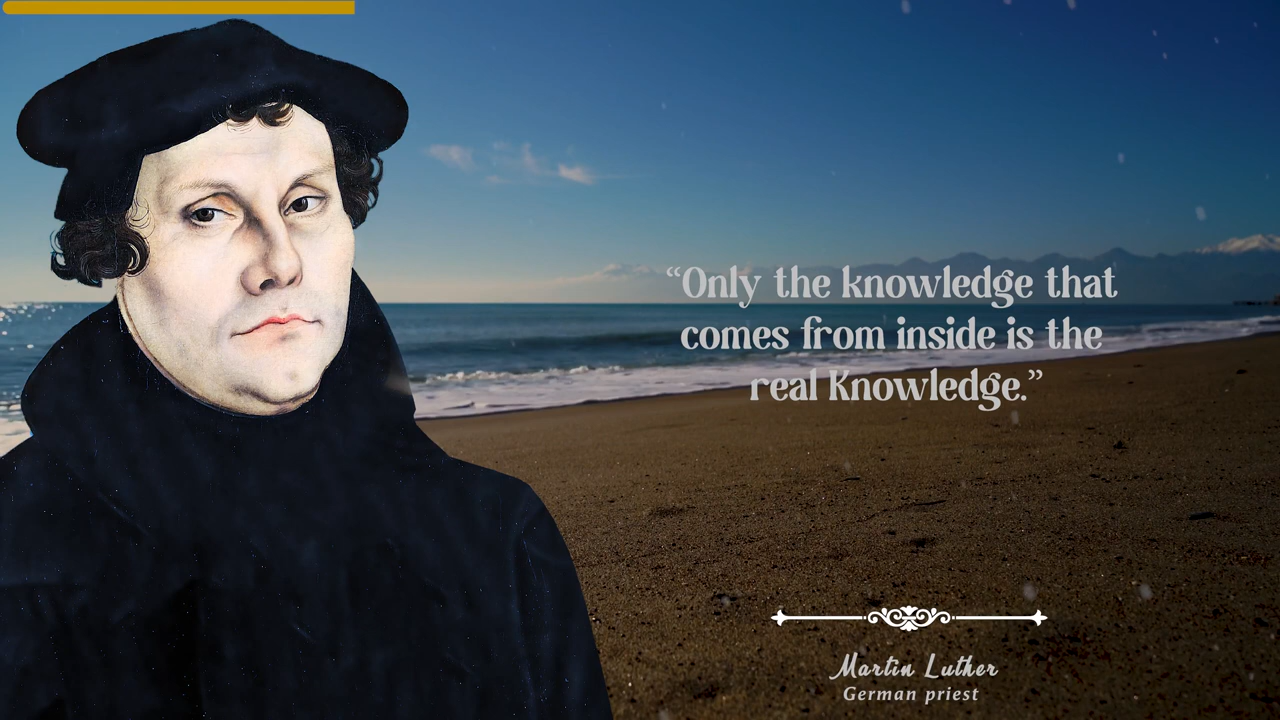 “Only the knowledge that
comes from inside is the
real Knowledge.”
Martin Luther
German priest